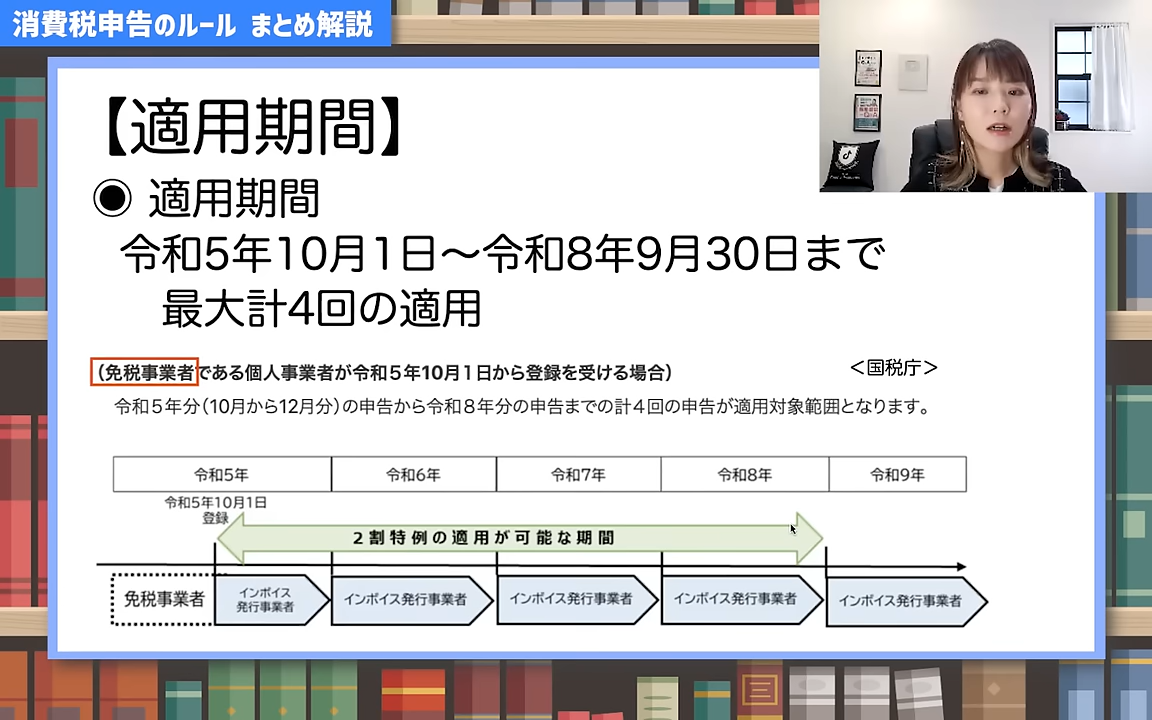 消費税申告のルール まとめ解説
【適用期間】
◉ 適用期間
令和5年10月1日～令和8年9月30日まで
最大計4回の適用
（免税事業者である個人事業者が令和５年10月１日から登録を受ける場合）
＜国税庁＞
令和５年分（10月から12月分）の申告から令和８年分の申告までの計４回の申告が適用対象範囲となります。
令和5年 令和6年 令和7年 令和8年 令和9年
令和5年10月1日
登録
２割特例の適用が可能な期間
免税事業者
インボイス
発行事業者
インボイス発行事業者 インボイス発行事業者 インボイス発行事業者 インボイス発行事業者